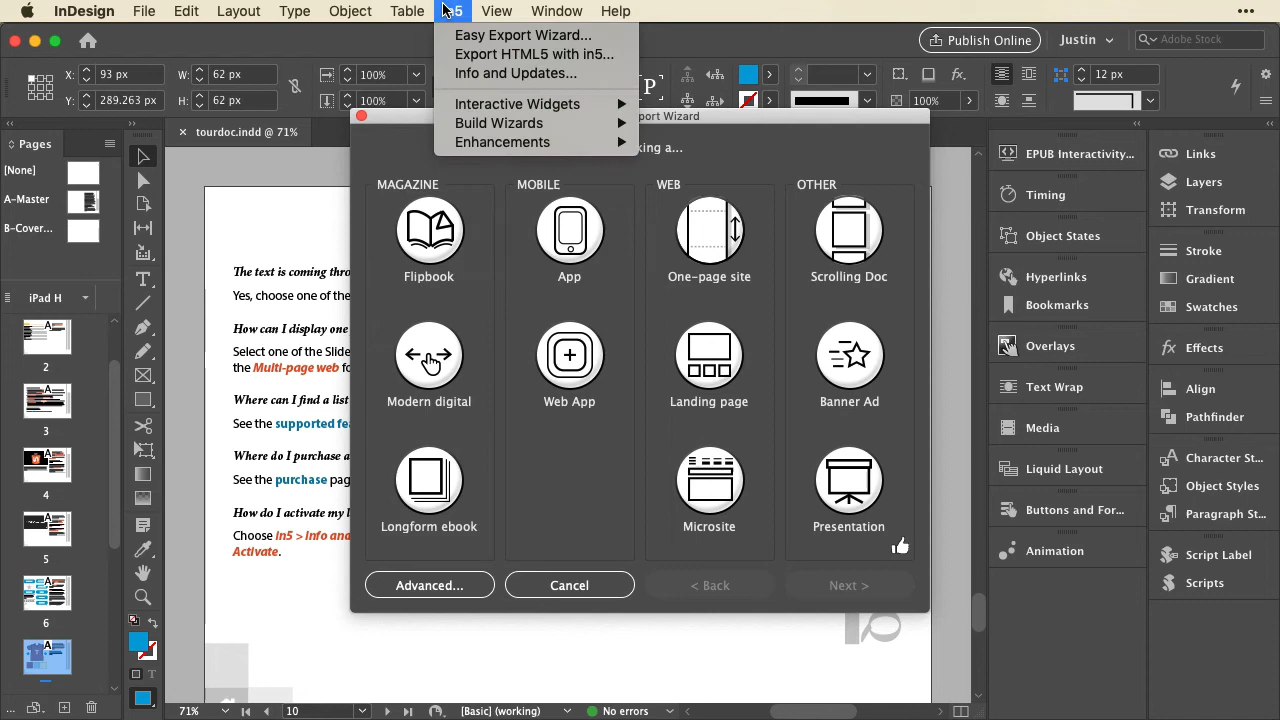 InDesign File Edit Layout Type Object Table in5 View Window Help
Publish Online Justin Adobe Stock
X: 93 px W: 62 px 100% P 12 px
Y: 289.263 px H: 62 px 100% fx. 100%
× tourdoc.indd @ 71%
Easy Export Wizard...
Export HTML5 with in5...
Info and Updates...
Interactive Widgets
Build Wizards
Enhancements
Pages
[None]
A-Master
B-Cover...
iPad H
A
2
A
3
A
4
A
5
A
6
A
The text is coming thro
Yes, choose one of the
How can I display one
Select one of the Slide
the Multi-page web fo
Where can I find a list
See the supported fea
Where do I purchase a
See the purchase pag
How do I activate my l
Choose In5 > Info and
Activate.
port Wizard
king a...
MAGAZINE MOBILE WEB OTHER
Flipbook App One-page site Scrolling Doc
Modern digital Web App Landing page Banner Ad
Longform ebook Microsite Presentation
Advanced... Cancel < Back Next >
EPUB Interactivity...
Timing
Object States
Hyperlinks
Bookmarks
Overlays
Text Wrap
Media
Liquid Layout
Buttons and For...
Animation
Links
Layers
Transform
Stroke
Gradient
Swatches
fx Effects
Align
Pathfinder
Character St...
Object Styles
Paragraph St...
Script Label
Scripts
71% 10 [Basic] (working) No errors